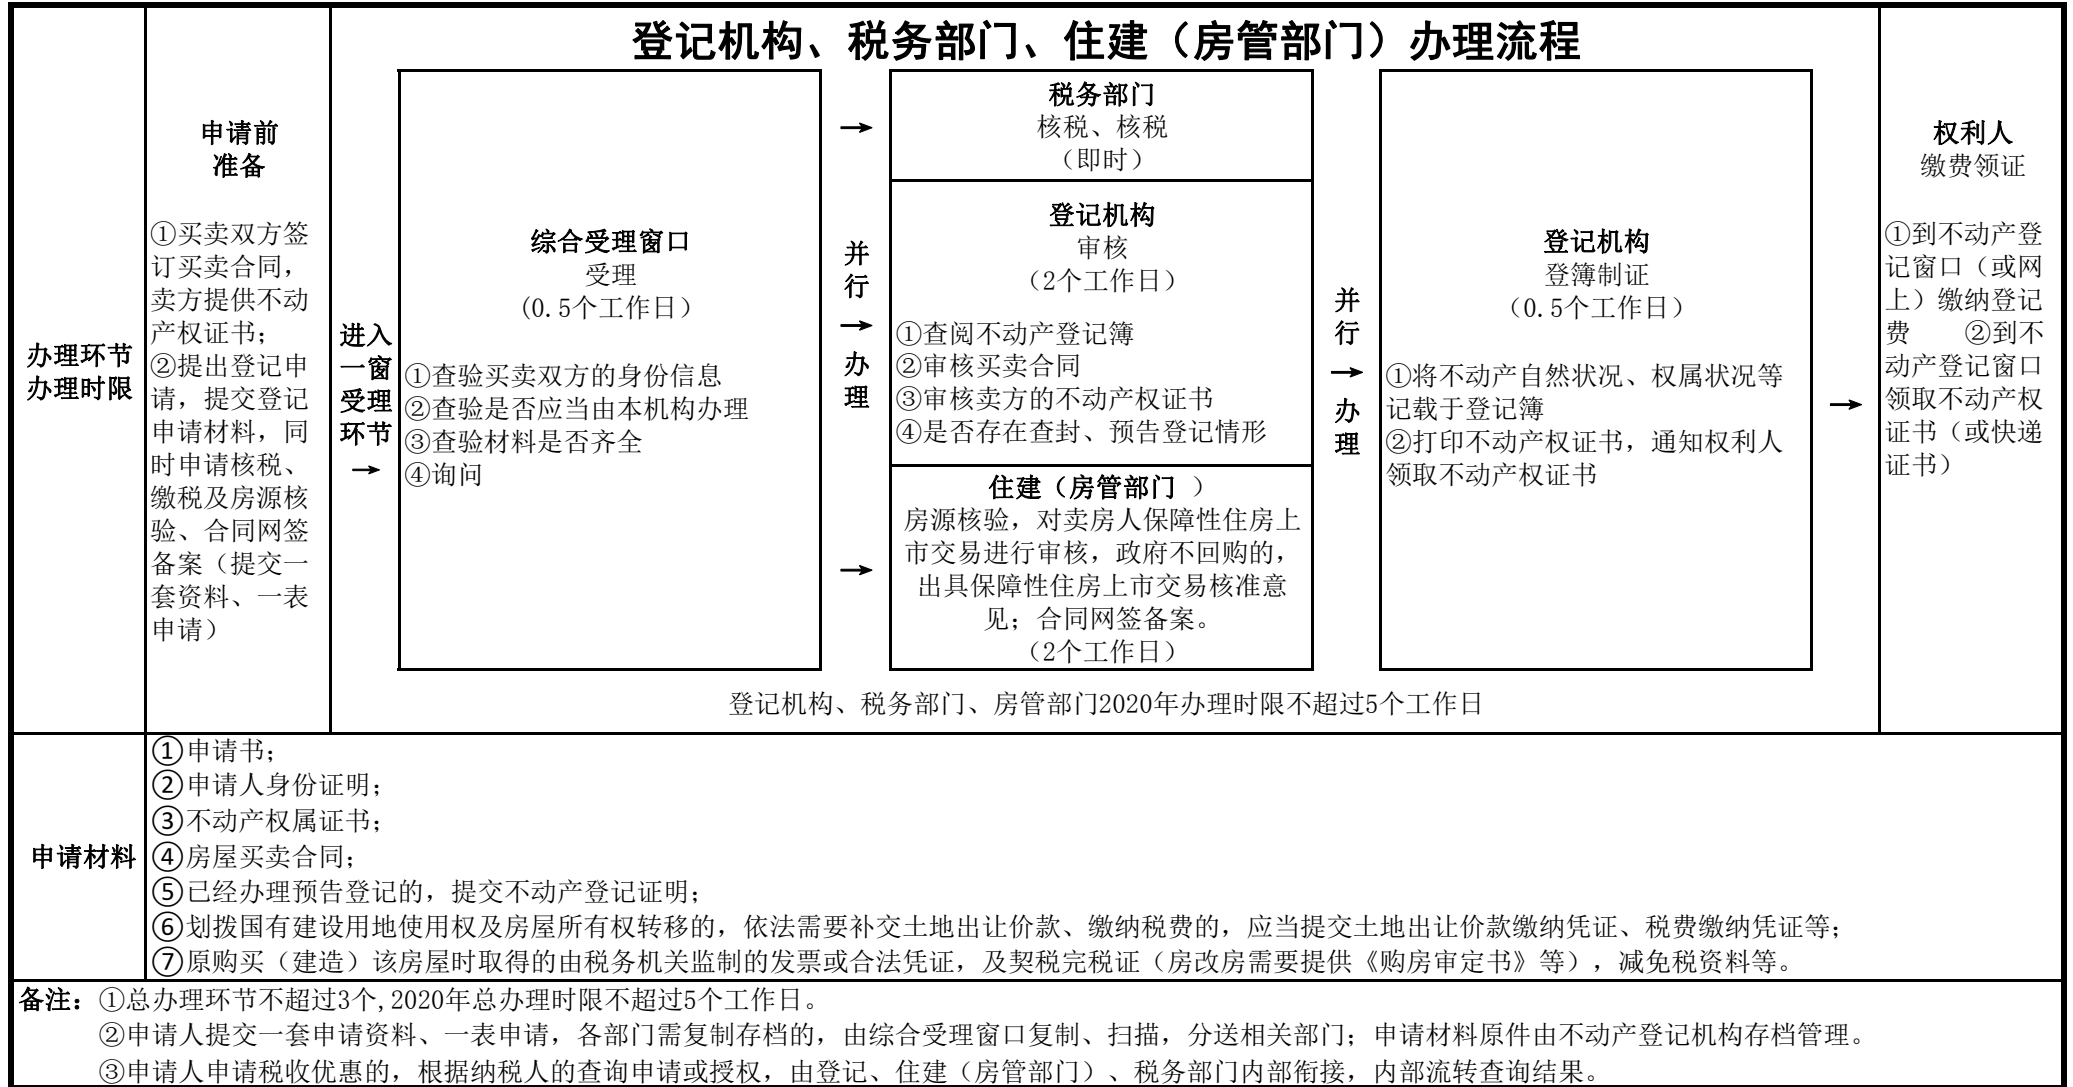 登记机构、税务部门、住建（房管部门）办理流程
办理环节
办理时限
申请前
准备
①买卖双方签
订买卖合同，
卖方提供不动
产权证书；
②提出登记申
请，提交登记
申请材料，同
时申请核税、
缴税及房源核
验、合同网签
备案（提交一
套资料、一表
申请）
进入
一窗
受理
环节
→
综合受理窗口
受理
（0.5个工作日）
①查验买卖双方的身份信息
②查验是否应当由本机构办理
③查验材料是否齐全
④询问
→
并
行
→
办
理
→
税务部门
核税、核税
（即时）
登记机构
审核
（2个工作日）
①查阅不动产登记簿
②审核买卖合同
③审核卖方的不动产权证书
④是否存在查封、预告登记情形
住建（房管部门 ）
房源核验，对卖房人保障性住房上
市交易进行审核，政府不回购的，
出具保障性住房上市交易核准意
见；合同网签备案。
（2个工作日）
并
行
→
办
理
登记机构
登簿制证
（0.5个工作日）
①将不动产自然状况、权属状况等
记载于登记簿
②打印不动产权证书，通知权利人
领取不动产权证书
→
权利人
缴费领证
①到不动产登
记窗口（或网
上）缴纳登记
费 ②到不
动产登记窗口
领取不动产权
证书（或快递
证书）
登记机构、税务部门、房管部门2020年办理时限不超过5个工作日
申请材料
①申请书；
②申请人身份证明；
③不动产权属证书；
④房屋买卖合同；
⑤已经办理预告登记的，提交不动产登记证明；
⑥划拨国有建设用地使用权及房屋所有权转移的，依法需要补交土地出让价款、缴纳税费的，应当提交土地出让价款缴纳凭证、税费缴纳凭证等；
⑦原购买（建造）该房屋时取得的由税务机关监制的发票或合法凭证，及契税完税证（房改房需要提供《购房审定书》等），减免税资料等。
备注：①总办理环节不超过3个,2020年总办理时限不超过5个工作日。
②申请人提交一套申请资料、一表申请，各部门需复制存档的，由综合受理窗口复制、扫描，分送相关部门；申请材料原件由不动产登记机构存档管理。
③申请人申请税收优惠的，根据纳税人的查询申请或授权，由登记、住建（房管部门）、税务部门内部衔接，内部流转查询结果。